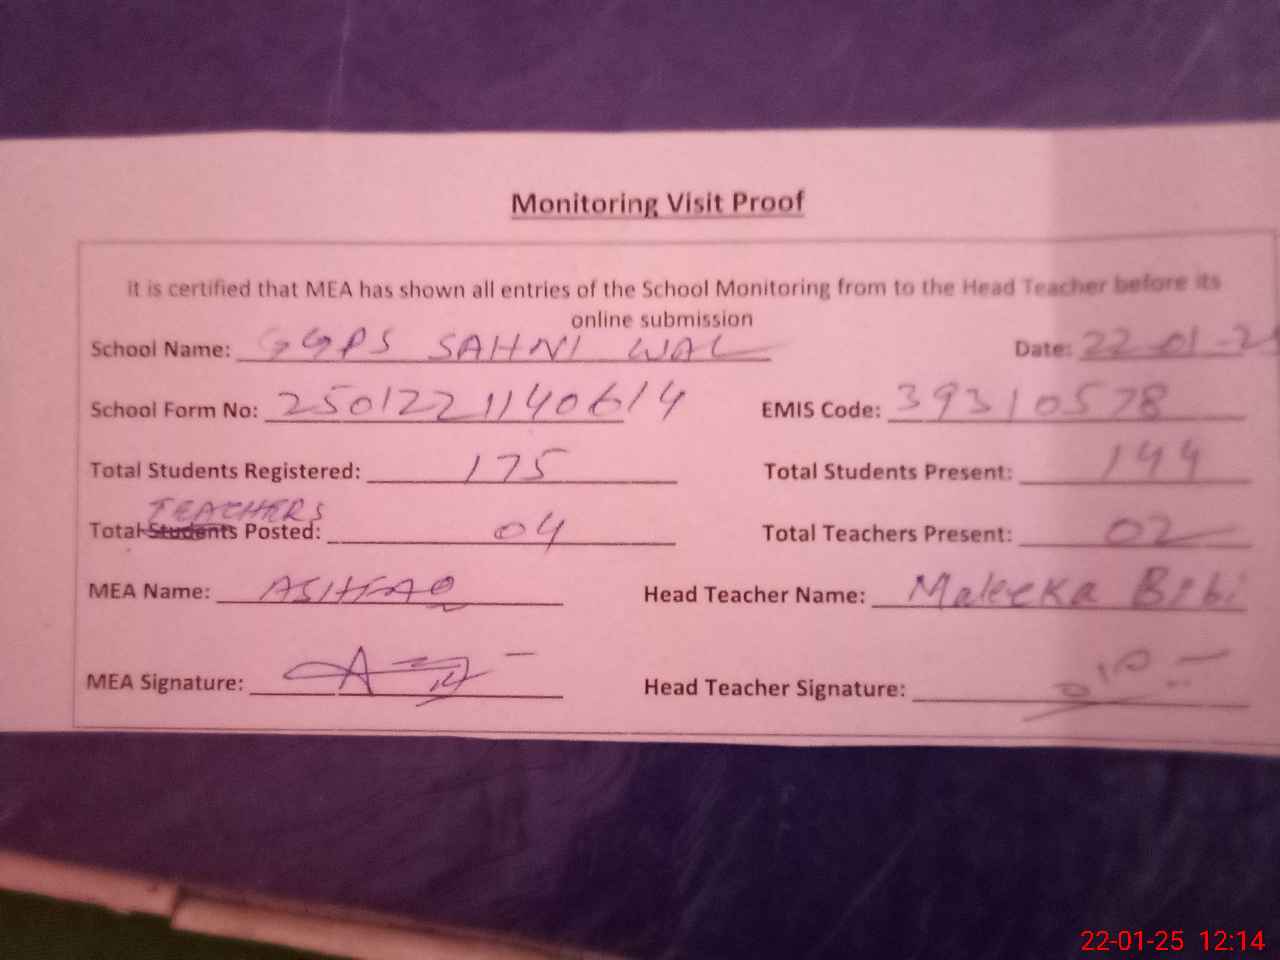 Monitoring Visit Proof
it is certified that MEA has shown all entries of the School Monitoring from to the Head Teacher before its
online submission
School Name: GGPS SAHNI WAL Date: 22-01-2
School Form No: 2501221140614 EMIS Code: 39310578
Total Students Registered: 175 Total Students Present: 144
TEACHERS
Total Students Posted: 04 Total Teachers Present: 02
MEA Name: ASHFAQ Head Teacher Name: Maleeka Bibi
MEA Signature: Head Teacher Signature:
22-01-25 12:14